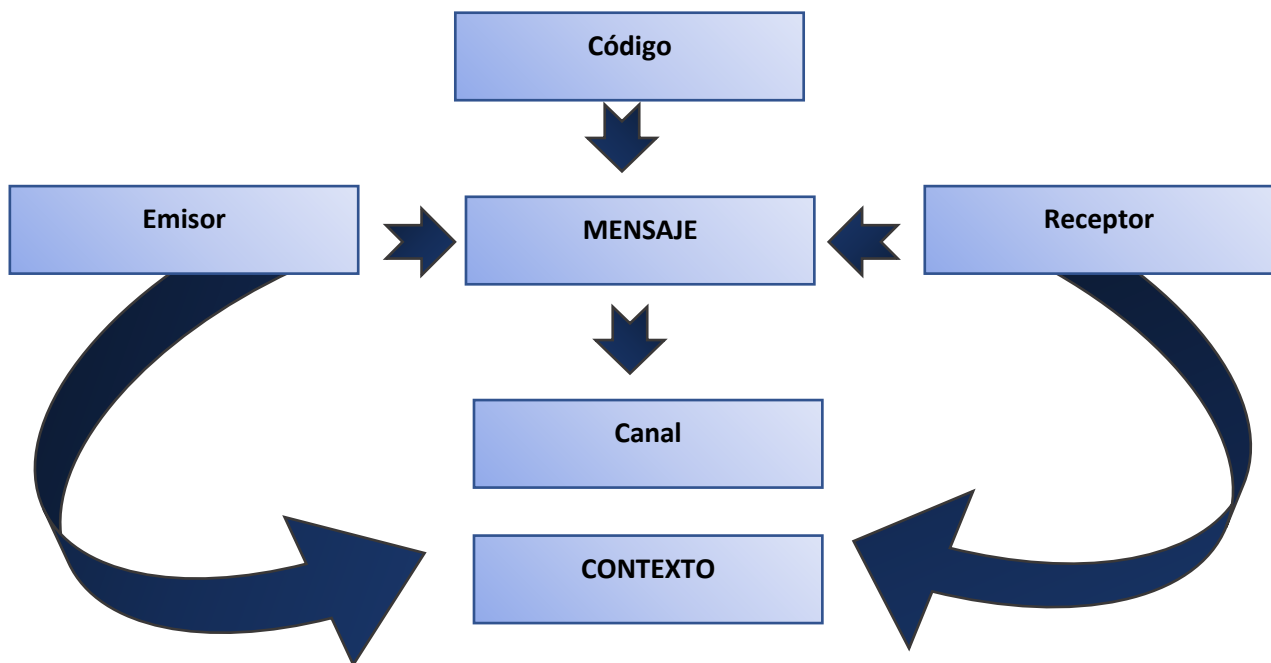 Código
Emisor
MENSAJE
Receptor
Canal
CONTEXTO